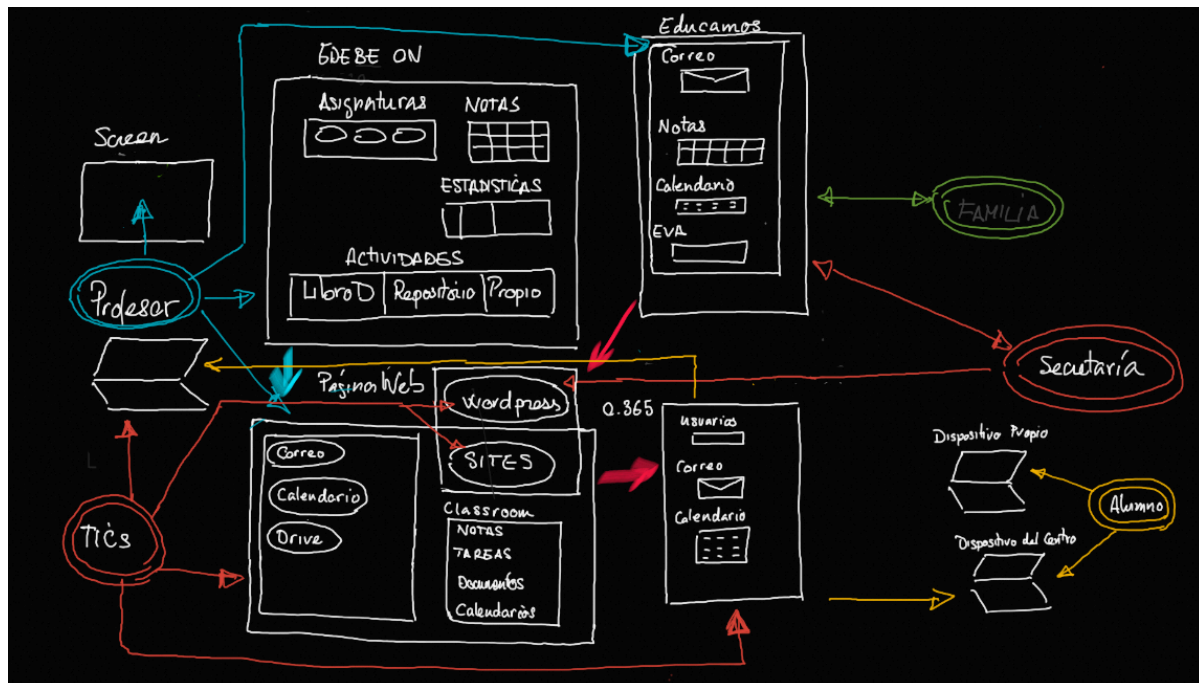 Educamos
EDEBE ON
Correo
Asignaturas
NOTAS
Screen
Notas
ESTADISTICAS
Calendario
FAMILIA
EVA
ACTIVIDADES
LibroD
Repositorio
Propio
Profesor
Secretaría
Página Web
wordpress
O.365
usuarios
Dispositivo Propio
Correo
SITES
Correo
Calendario
Classroom
Calendario
Alumno
NOTAS
TICs
Drive
TAREAS
Dispositivo del Centro
Documentos
Calendarios
L